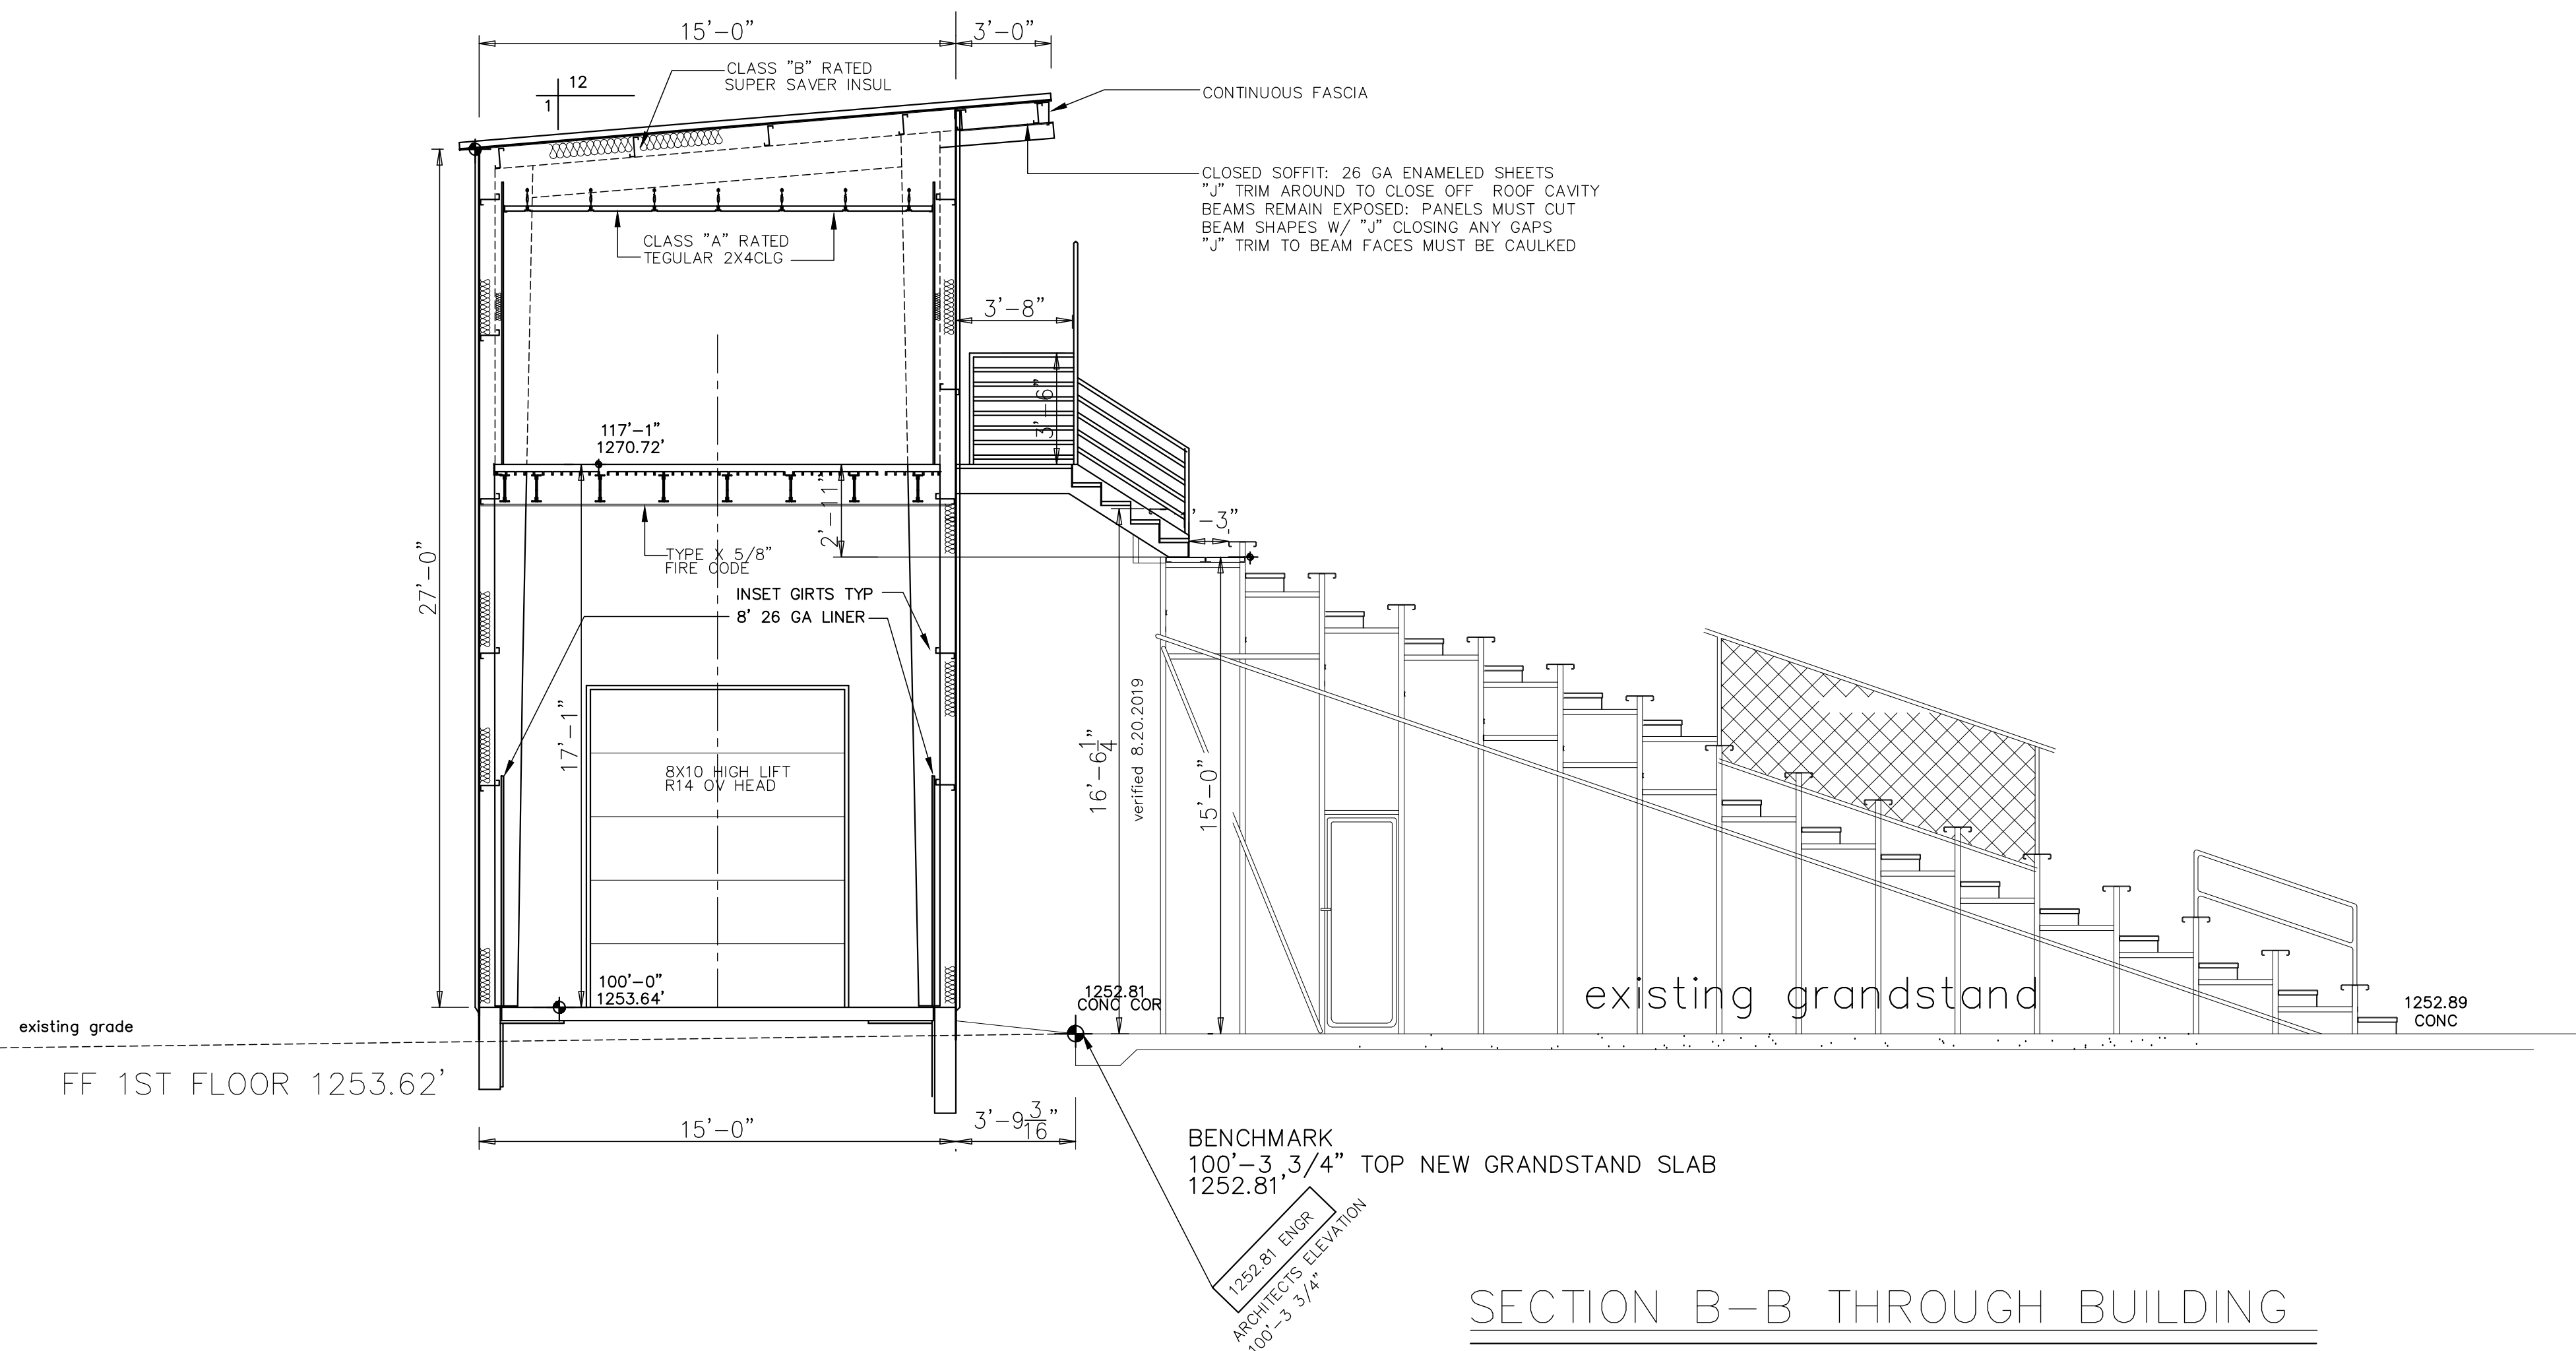 15'-0"
3'-0"
CLASS "B" RATED
SUPER SAVER INSUL
12
1
CONTINUOUS FASCIA
CLOSED SOFFIT: 26 GA ENAMELED SHEETS
"J" TRIM AROUND TO CLOSE OFF ROOF CAVITY
BEAMS REMAIN EXPOSED: PANELS MUST CUT
BEAM SHAPES W/ "J" CLOSING ANY GAPS
"J" TRIM TO BEAM FACES MUST BE CAULKED
CLASS "A" RATED
TEGULAR 2X4CLG
3'-8"
3'-6"
117'-1"
1270.72'
2'-11"
'-3"
TYPE X 5/8"
FIRE CODE
27'-0"
INSET GIRTS TYP
8' 26 GA LINER
17'-1"
16'-6 1/4"
verified 8.20.2019
15'-0"
8X10 HIGH LIFT
R14 OV HEAD
100'-0"
1253.64'
1252.81
CONC COR
existing grandstand
1252.89
CONC
existing grade
FF 1ST FLOOR 1253.62'
15'-0"
3'-9 3/16"
BENCHMARK
100'-3 3/4" TOP NEW GRANDSTAND SLAB
1252.81'
1252.81 ENGR
ARCHITECTS ELEVATION
100'-3 3/4"
SECTION B-B THROUGH BUILDING